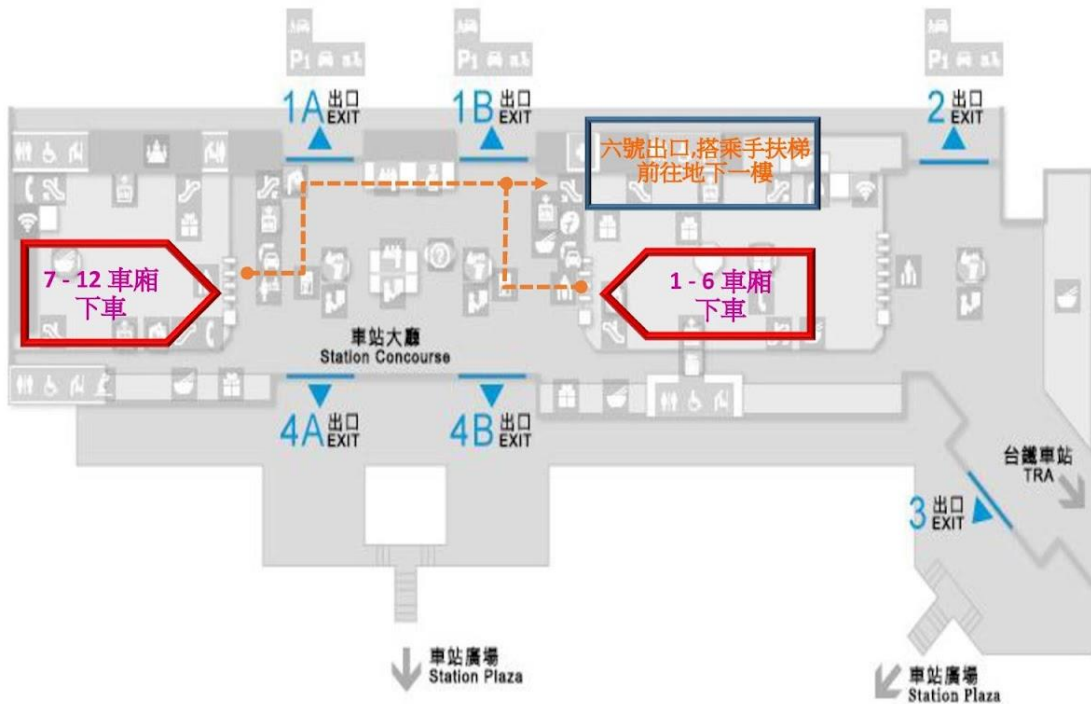 P1
P1
P1
1A 出口 EXIT
1B 出口 EXIT
2 出口 EXIT
六號出口,搭乘手扶梯
前往地下一樓
7 - 12 車廂
下車
1 - 6 車廂
下車
車站大廳
Station Concourse
4A 出口 EXIT
4B 出口 EXIT
台鐵車站
TRA
3 出口 EXIT
車站廣場
Station Plaza
車站廣場
Station Plaza